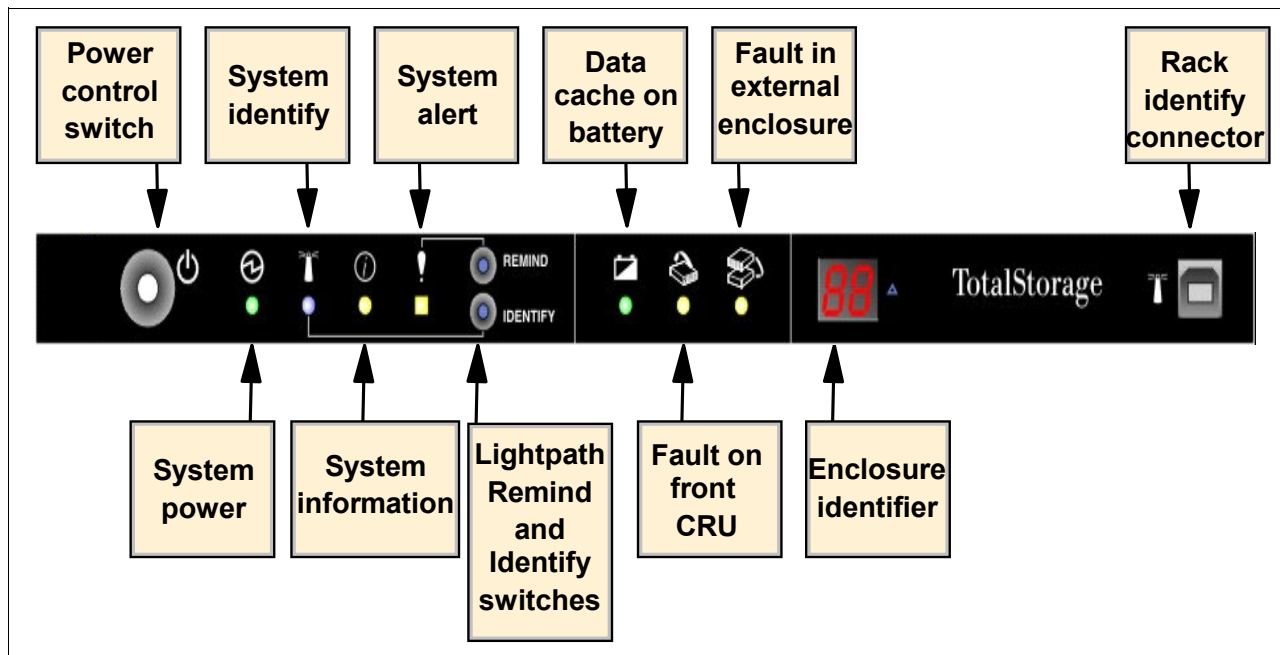 Power
control
switch
System
identify
System
alert
Data
cache on
battery
Fault in
external
enclosure
Rack
identify
connector
REMIND
IDENTIFY
88
TotalStorage
System
power
System
information
Lightpath
Remind
and
Identify
switches
Fault on
front
CRU
Enclosure
identifier